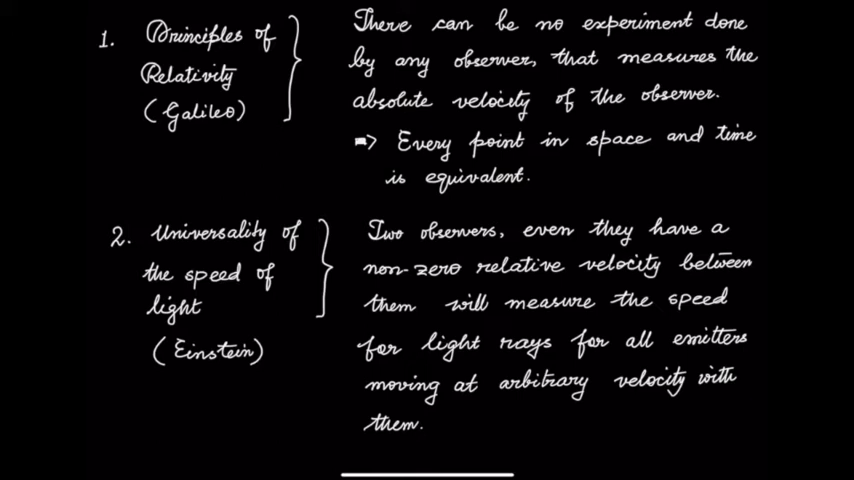 1. Principles of
Relativity
(Galileo)
There can be no experiment done
by any observer, that measures the
absolute velocity of the observer.
=> Every point in space and time
is equivalent.
2. Universality of
the speed of
light
(Einstein)
Two observers, even they have a
non-zero relative velocity between
them will measure the speed
for light rays for all emitters
moving at arbitrary velocity with
them.